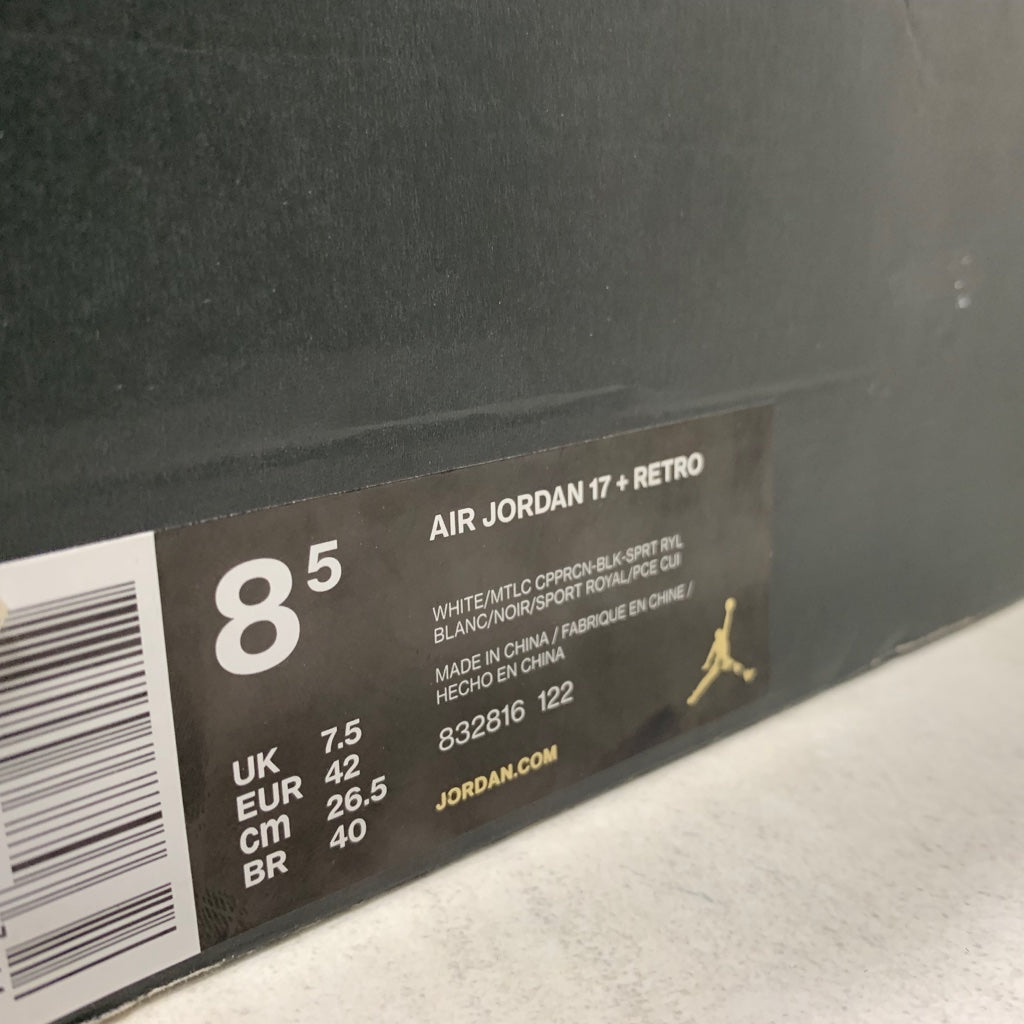 AIR JORDAN 17 + RETRO
8 5
WHITE/MTLC CPPRCN-BLK-SPRT RYL
BLANC/NOIR/SPORT ROYAL/PCE CUI
MADE IN CHINA / FABRIQUE EN CHINE /
HECHO EN CHINA
832816 122
JORDAN.COM
UK 7.5
EUR 42
cm 26.5
BR 40